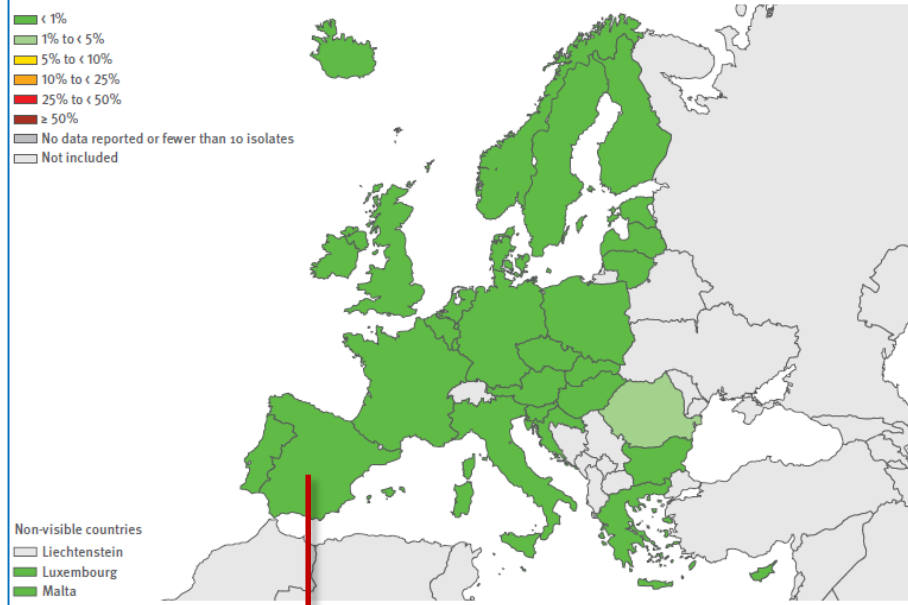 < 1%
1% to < 5%
5% to < 10%
10% to < 25%
25% to < 50%
≥ 50%
No data reported or fewer than 10 isolates
Not included
Non-visible countries
Liechtenstein
Luxembourg
Malta